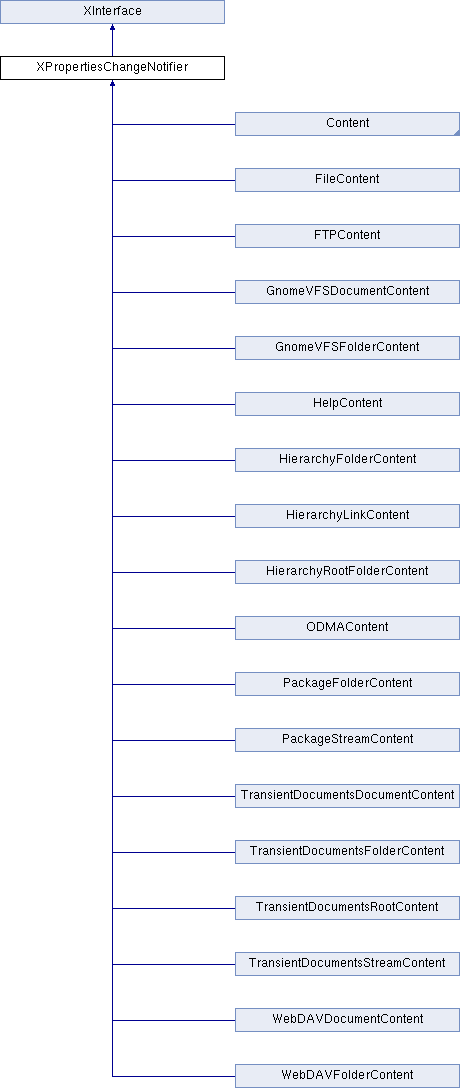 XInterface
XPropertiesChangeNotifier
Content
FileContent
FTPContent
GnomeVFSDocumentContent
GnomeVFSFolderContent
HelpContent
HierarchyFolderContent
HierarchyLinkContent
HierarchyRootFolderContent
ODMAContent
PackageFolderContent
PackageStreamContent
TransientDocumentsDocumentContent
TransientDocumentsFolderContent
TransientDocumentsRootContent
TransientDocumentsStreamContent
WebDAVDocumentContent
WebDAVFolderContent